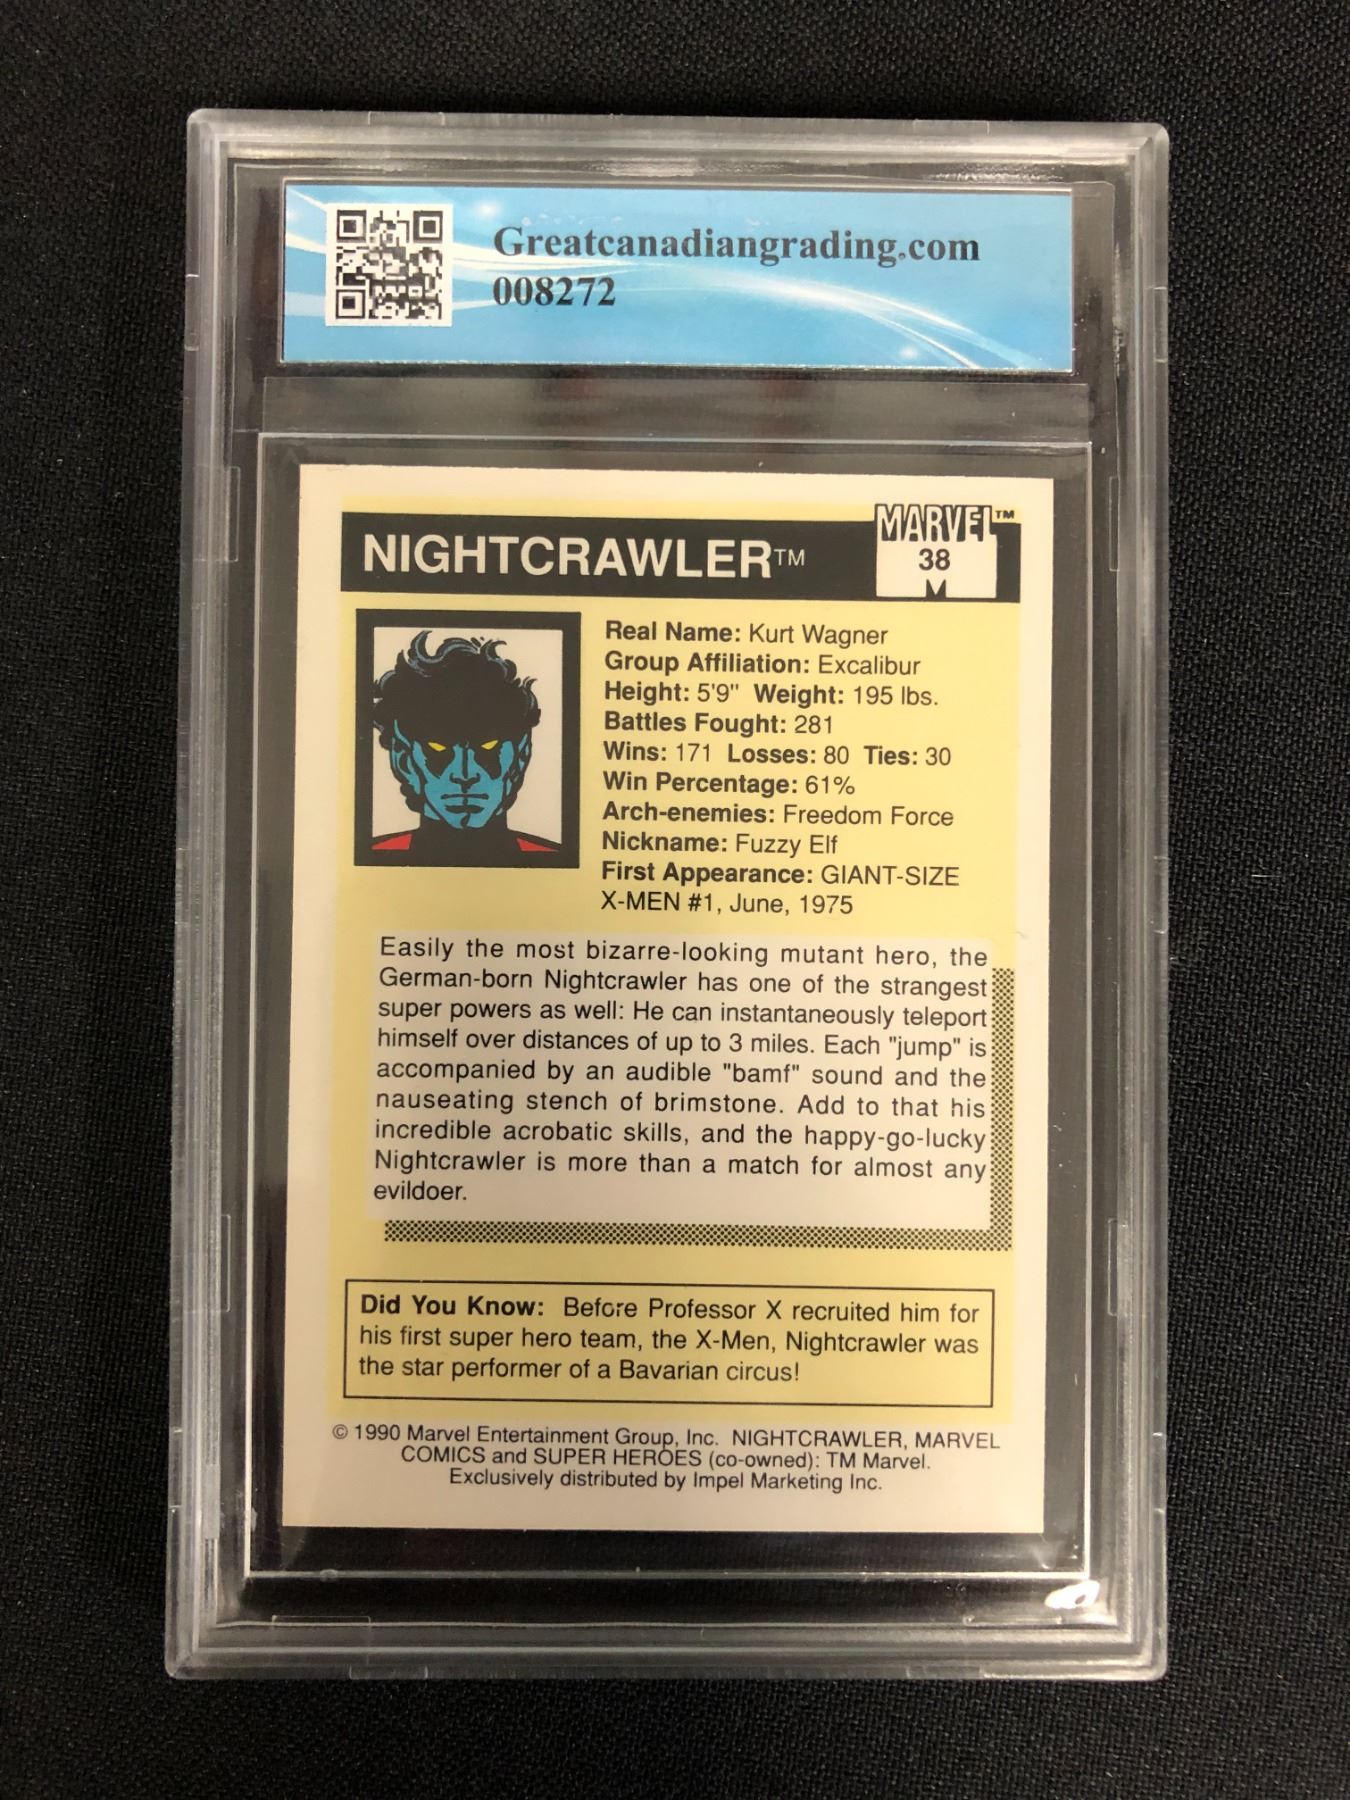 Greatcanadiangrading.com
008272
MARVEL™
NIGHTCRAWLER™
38
Real Name: Kurt Wagner
Group Affiliation: Excalibur
Height: 5'9" Weight: 195 lbs.
Battles Fought: 281
Wins: 171 Losses: 80 Ties: 30
Win Percentage: 61%
Arch-enemies: Freedom Force
Nickname: Fuzzy Elf
First Appearance: GIANT-SIZE
X-MEN #1, June, 1975
Easily the most bizarre-looking mutant hero, the
German-born Nightcrawler has one of the strangest
super powers as well: He can instantaneously teleport
himself over distances of up to 3 miles. Each "jump" is
accompanied by an audible "bamf" sound and the
nauseating stench of brimstone. Add to that his
incredible acrobatic skills, and the happy-go-lucky
Nightcrawler is more than a match for almost any
evildoer.
Did You Know: Before Professor X recruited him for
his first super hero team, the X-Men, Nightcrawler was
the star performer of a Bavarian circus!
© 1990 Marvel Entertainment Group, Inc. NIGHTCRAWLER, MARVEL
COMICS and SUPER HEROES (co-owned): TM Marvel.
Exclusively distributed by Impel Marketing Inc.